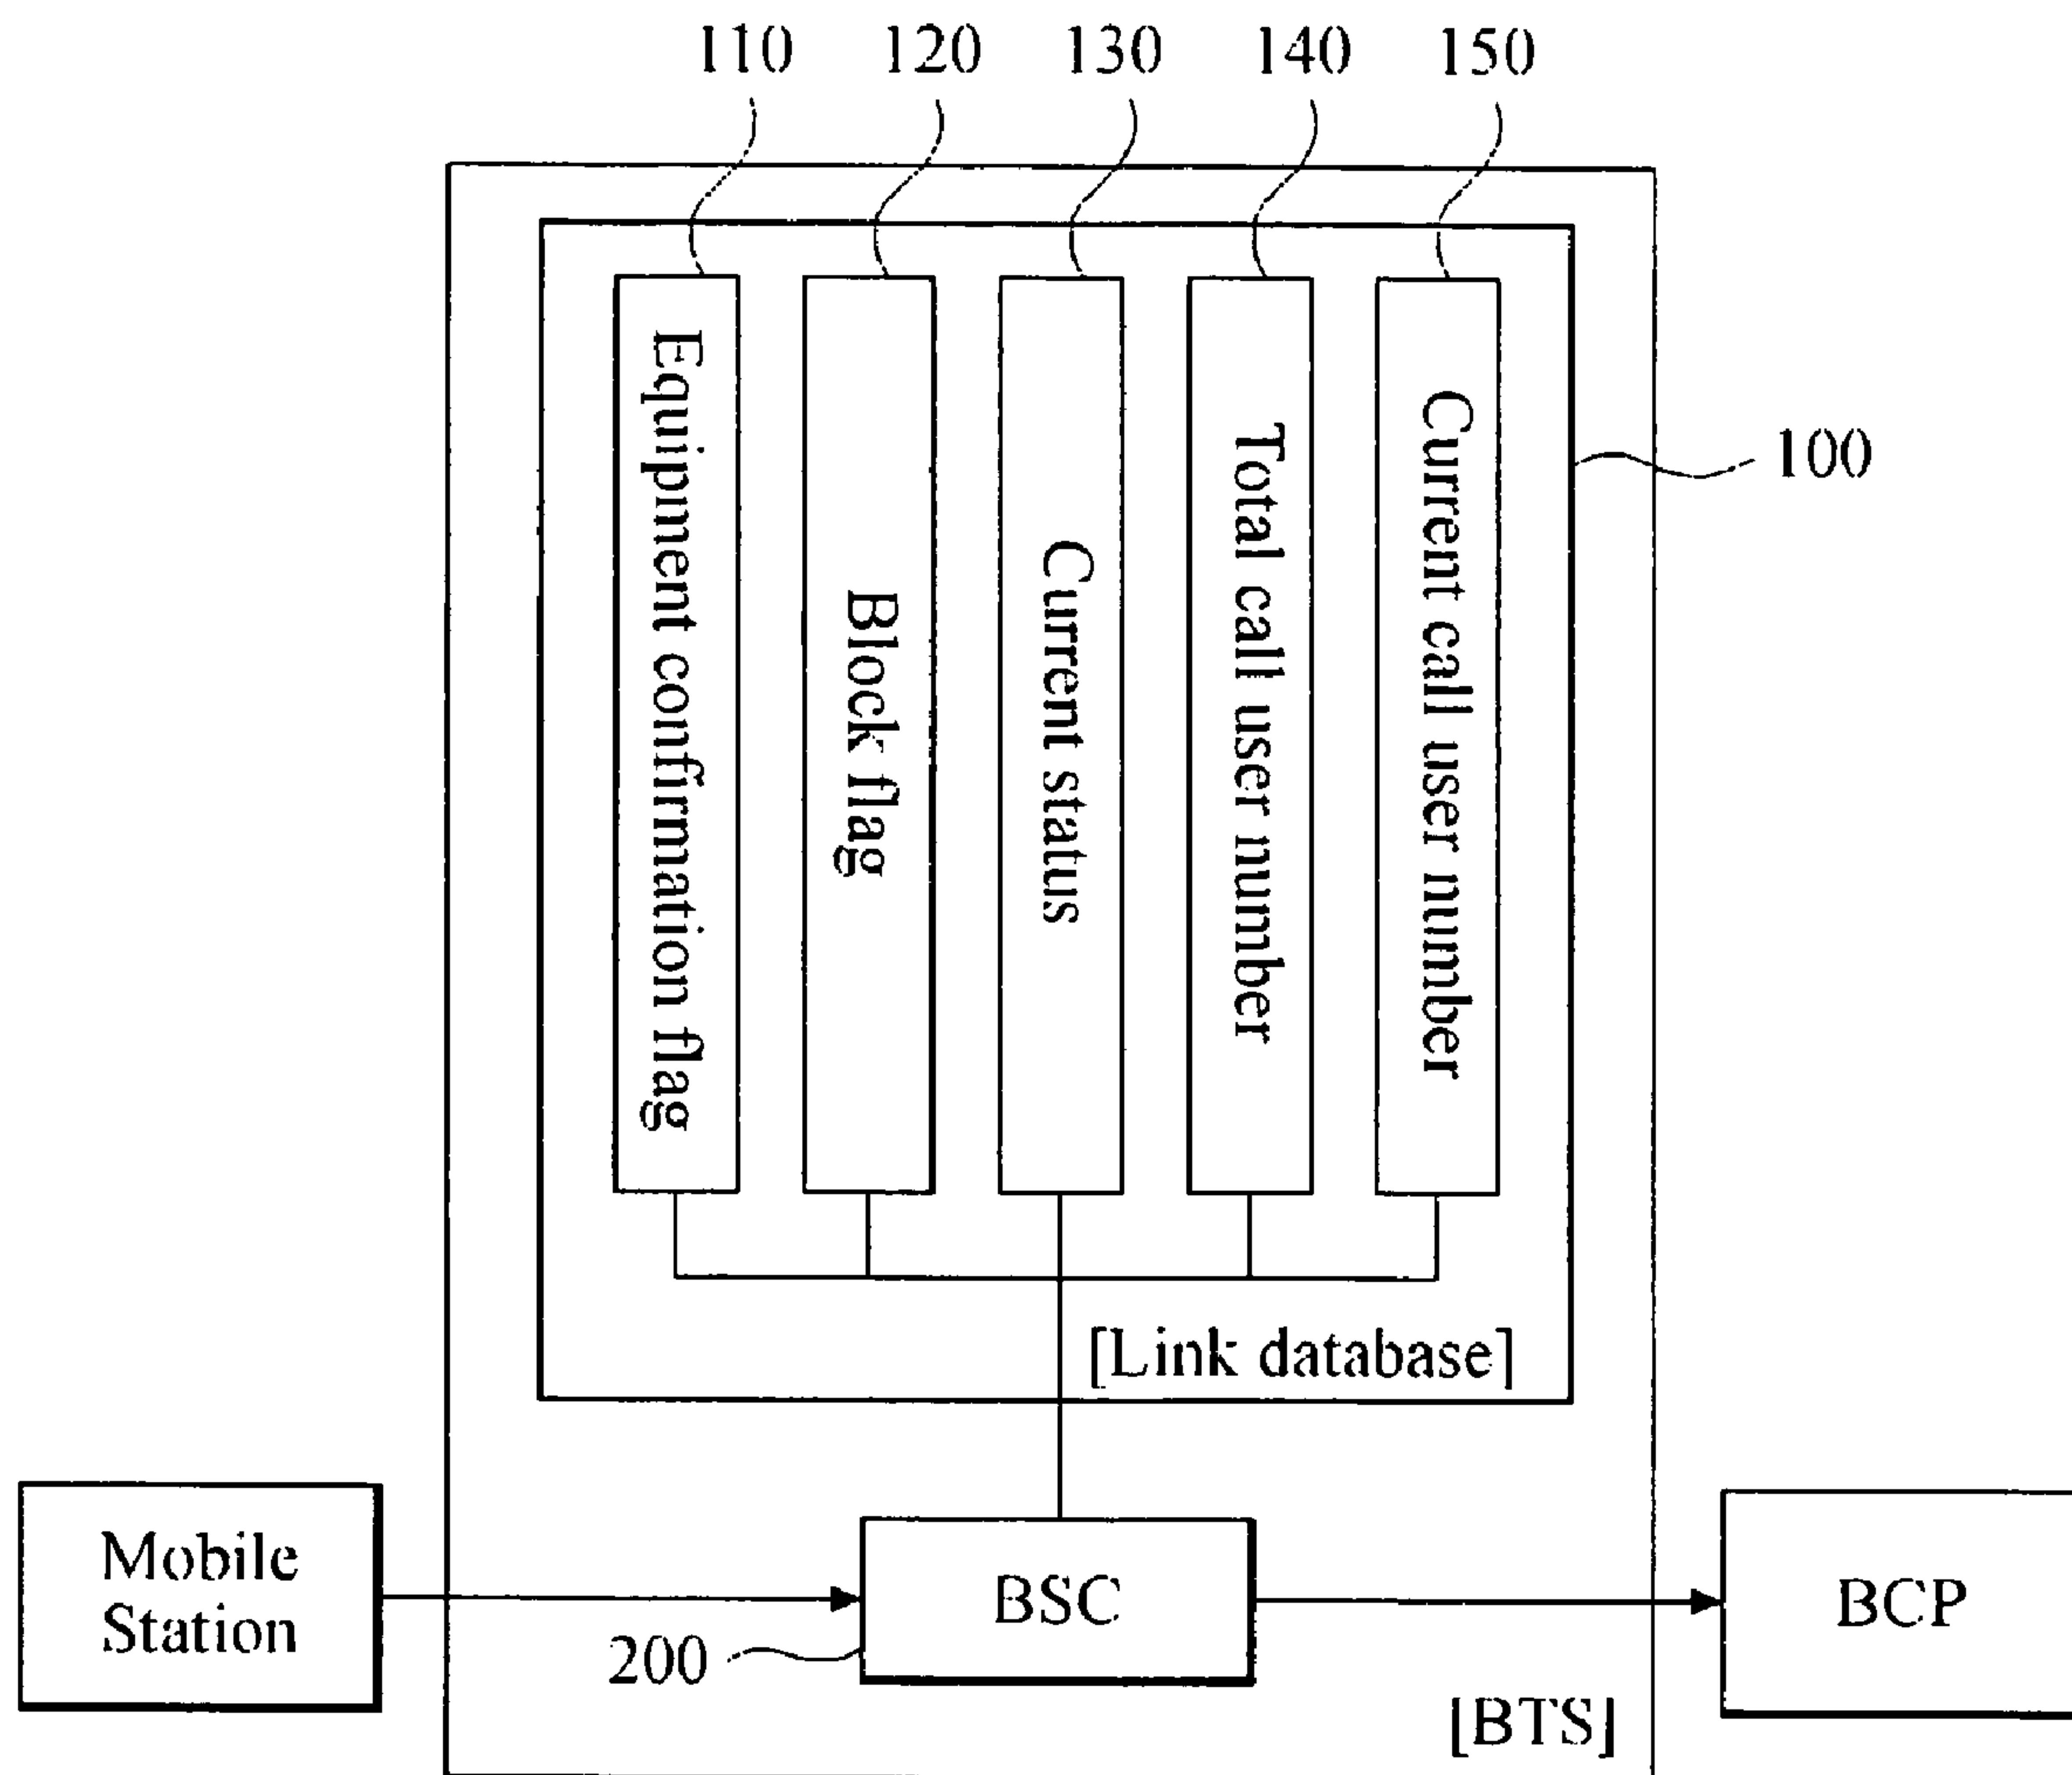 110 120 130 140 150
Equipment confirmation flag
Block flag
Current status
Total call user number
Current call user number
100
[Link database]
Mobile
Station
BSC
BCP
200
[BTS]